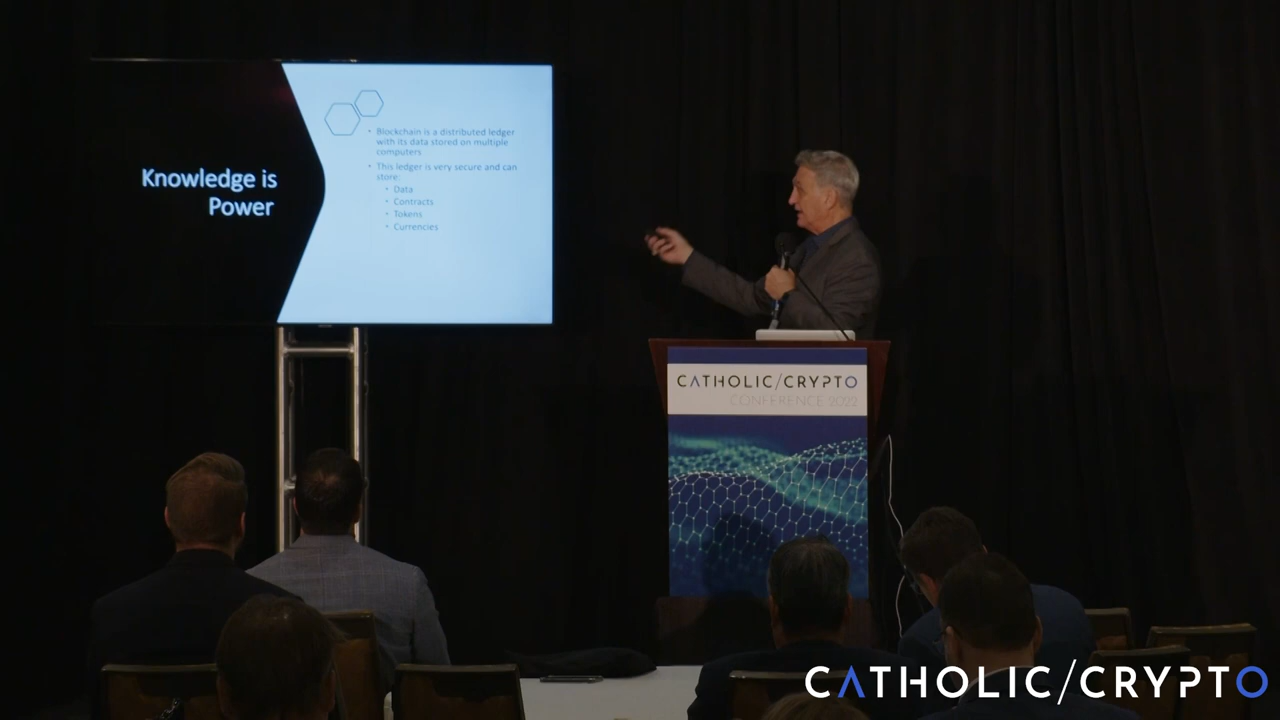 Knowledge is
Power
• Blockchain is a distributed ledger
with its data stored on multiple
computers
• This ledger is very secure and can
store:
• Data
• Contracts
• Tokens
• Currencies
CATHOLIC/CRYPTO
CONFERENCE 2022
CATHOLIC/CRYPTO